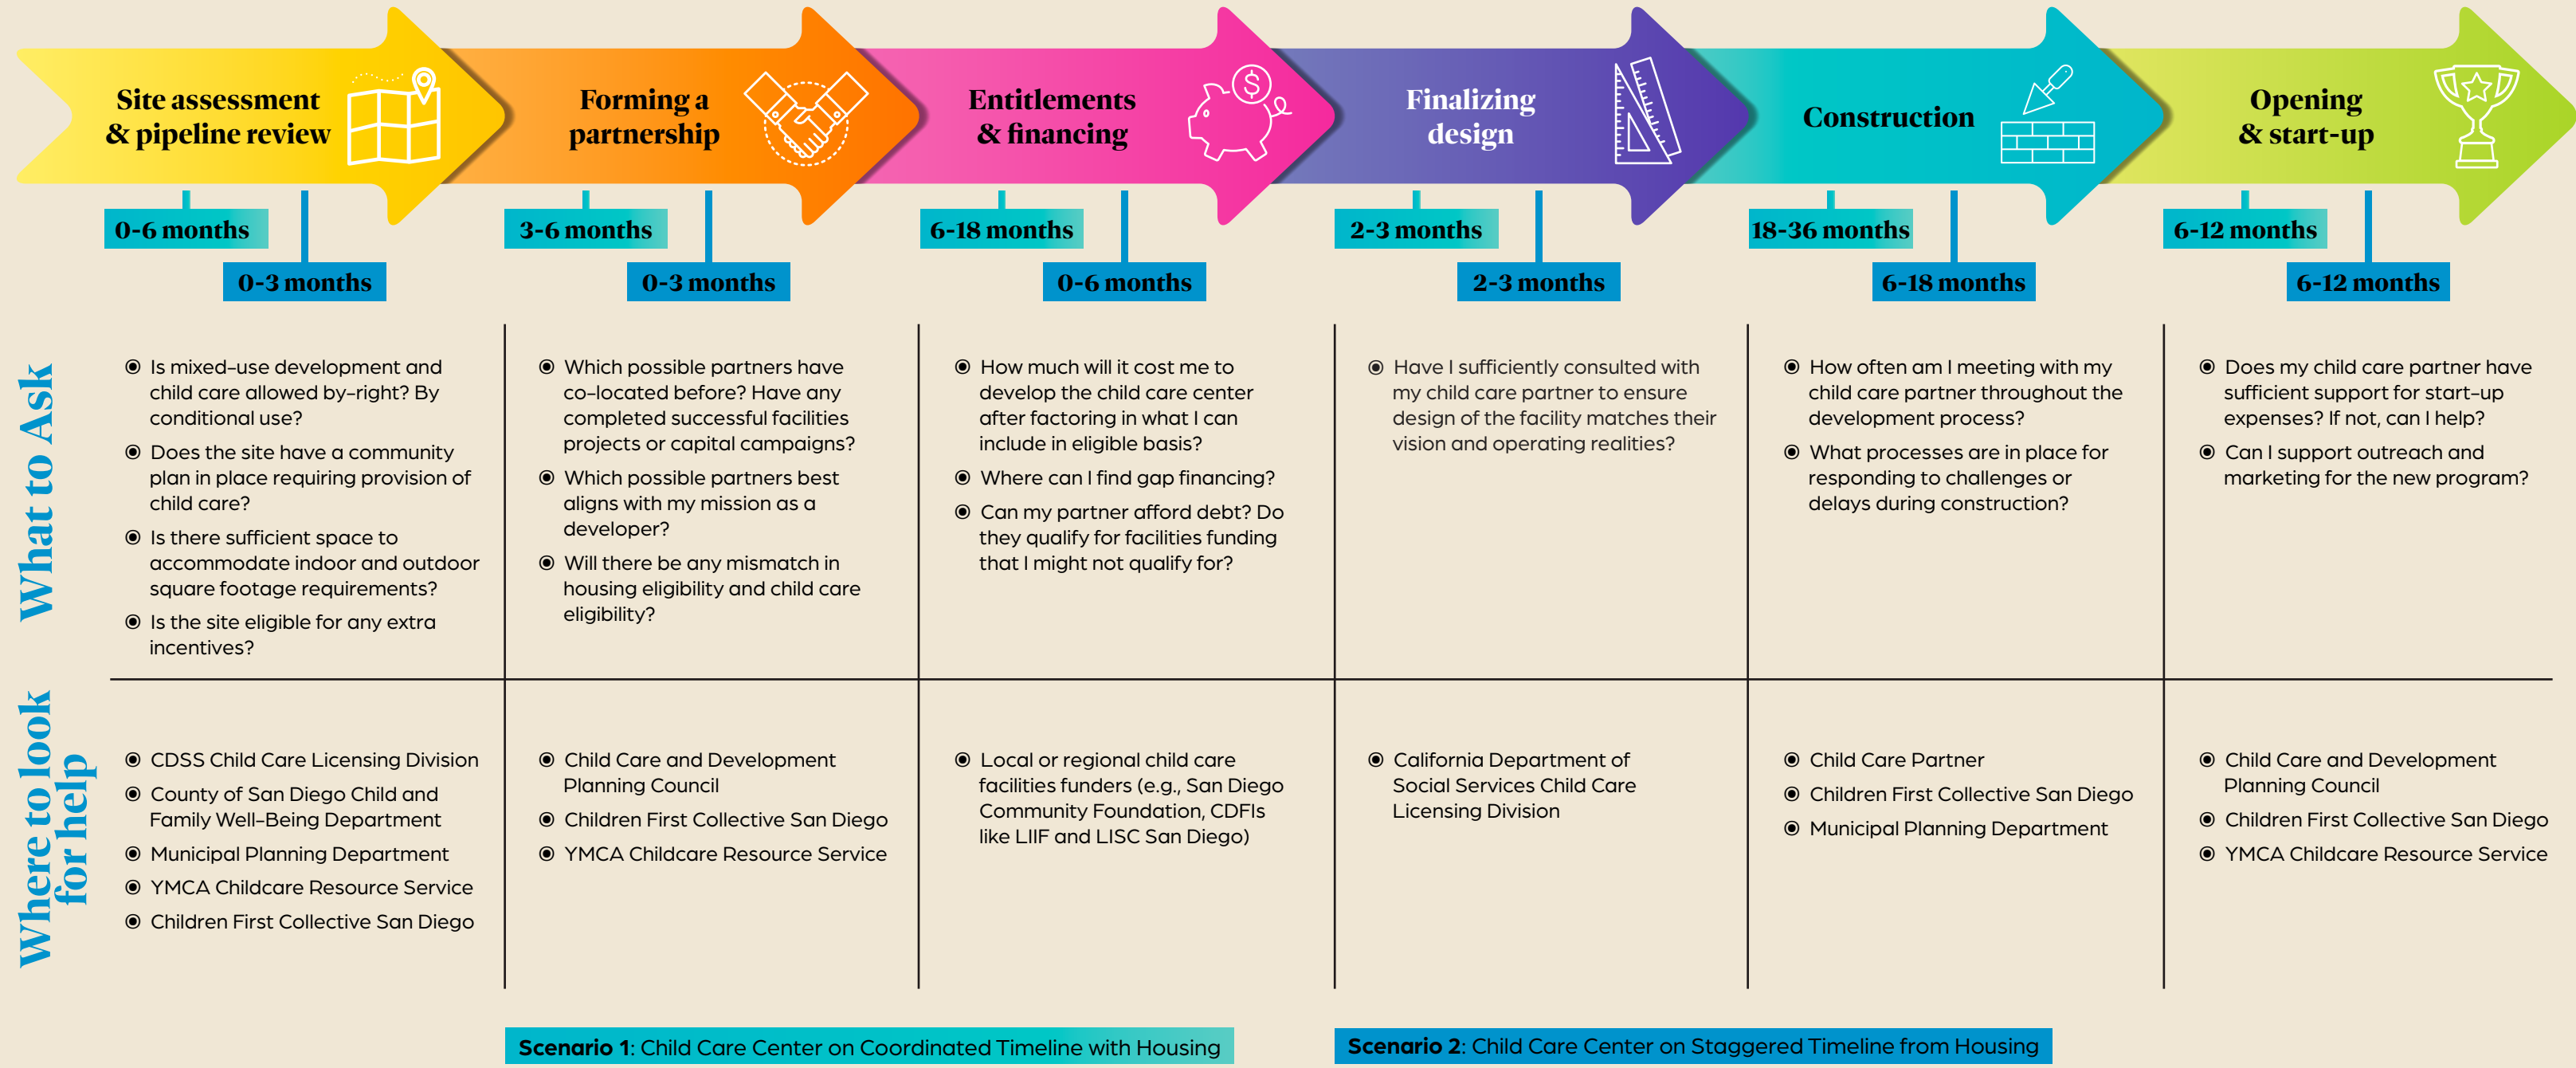 Site assessment
& pipeline review
Forming a
partnership
Entitlements
& financing
Finalizing
design
Construction
Opening
& start-up
0-6 months
0-3 months
3-6 months
0-3 months
6-18 months
0-6 months
2-3 months
2-3 months
18-36 months
6-18 months
6-12 months
6-12 months
What to Ask
Is mixed-use development and
child care allowed by-right? By
conditional use?
Does the site have a community
plan in place requiring provision of
child care?
Is there sufficient space to
accommodate indoor and outdoor
square footage requirements?
Is the site eligible for any extra
incentives?
Which possible partners have
co-located before? Have any
completed successful facilities
projects or capital campaigns?
Which possible partners best
aligns with my mission as a
developer?
Will there be any mismatch in
housing eligibility and child care
eligibility?
How much will it cost me to
develop the child care center
after factoring in what I can
include in eligible basis?
Where can I find gap financing?
Can my partner afford debt? Do
they qualify for facilities funding
that I might not qualify for?
Have I sufficiently consulted with
my child care partner to ensure
design of the facility matches their
vision and operating realities?
How often am I meeting with my
child care partner throughout the
development process?
What processes are in place for
responding to challenges or
delays during construction?
Does my child care partner have
sufficient support for start-up
expenses? If not, can I help?
Can I support outreach and
marketing for the new program?
Where to look
for help
CDSS Child Care Licensing Division
County of San Diego Child and
Family Well-Being Department
Municipal Planning Department
YMCA Childcare Resource Service
Children First Collective San Diego
Child Care and Development
Planning Council
Children First Collective San Diego
YMCA Childcare Resource Service
Local or regional child care
facilities funders (e.g., San Diego
Community Foundation, CDFIs
like LIIF and LISC San Diego)
California Department of
Social Services Child Care
Licensing Division
Child Care Partner
Children First Collective San Diego
Municipal Planning Department
Child Care and Development
Planning Council
Children First Collective San Diego
YMCA Childcare Resource Service
Scenario 1: Child Care Center on Coordinated Timeline with Housing
Scenario 2: Child Care Center on Staggered Timeline from Housing
$